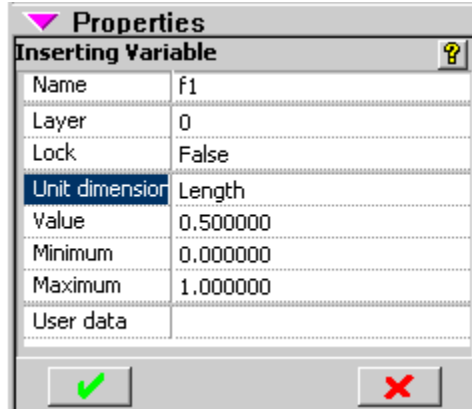 Properties
Inserting Variable ?
Name f1
Layer 0
Lock False
Unit dimension Length
Value 0.500000
Minimum 0.000000
Maximum 1.000000
User data